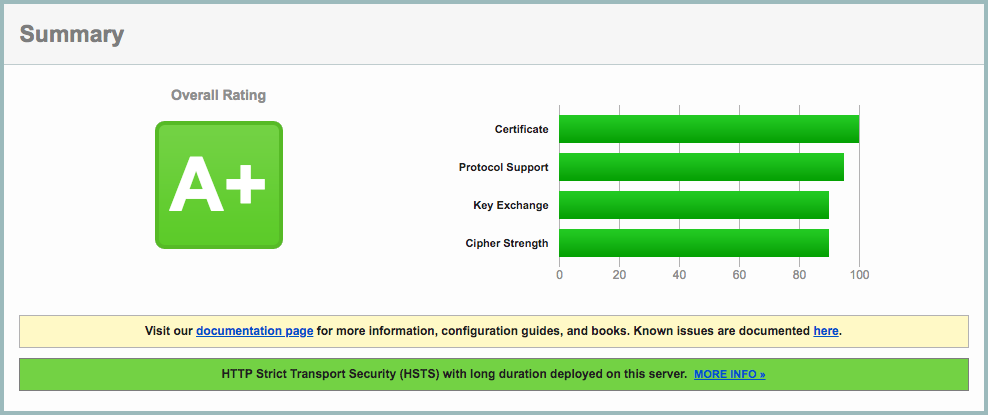 Summary
Overall Rating
A+
Certificate
Protocol Support
Key Exchange
Cipher Strength
0 20 40 60 80 100
Visit our documentation page for more information, configuration guides, and books. Known issues are documented here.
HTTP Strict Transport Security (HSTS) with long duration deployed on this server. MORE INFO »